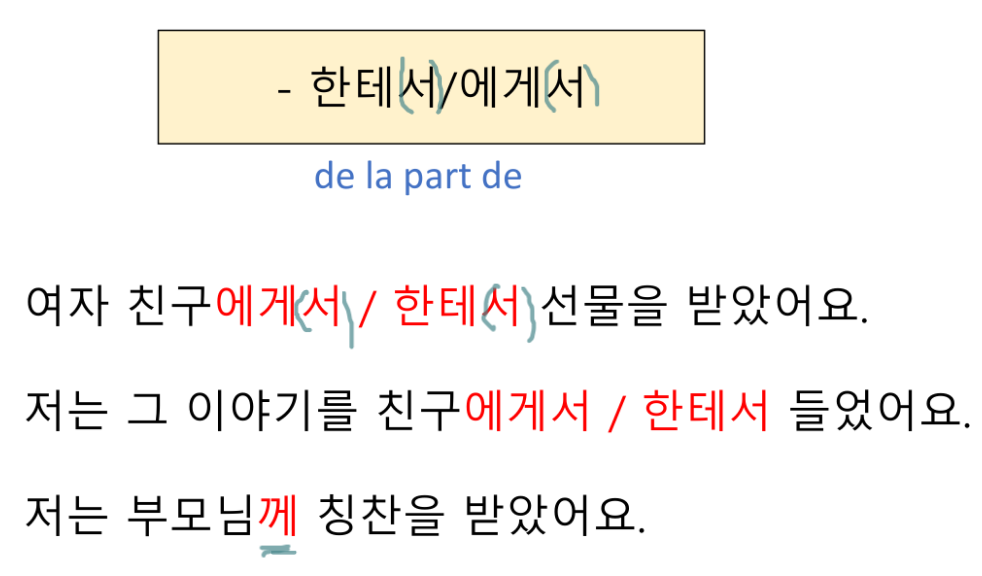 - 한테(서)/에게(서)
de la part de
여자 친구에게(서) / 한테(서) 선물을 받았어요.
저는 그 이야기를 친구에게서 / 한테서 들었어요.
저는 부모님께 칭찬을 받았어요.